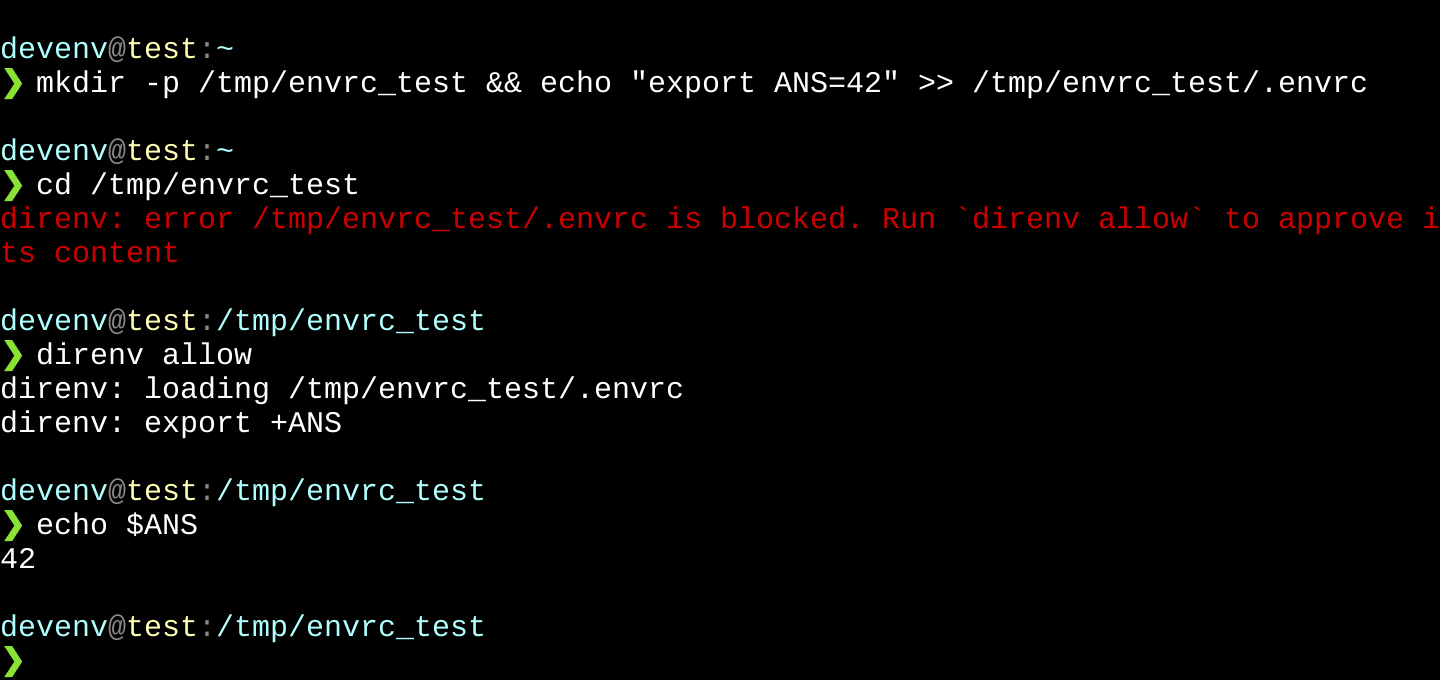 devenv@test:~
❯ mkdir -p /tmp/envrc_test && echo "export ANS=42" >> /tmp/envrc_test/.envrc
devenv@test:~
❯ cd /tmp/envrc_test
direnv: error /tmp/envrc_test/.envrc is blocked. Run `direnv allow` to approve i
ts content
devenv@test:/tmp/envrc_test
❯ direnv allow
direnv: loading /tmp/envrc_test/.envrc
direnv: export +ANS
devenv@test:/tmp/envrc_test
❯ echo $ANS
42
devenv@test:/tmp/envrc_test
❯